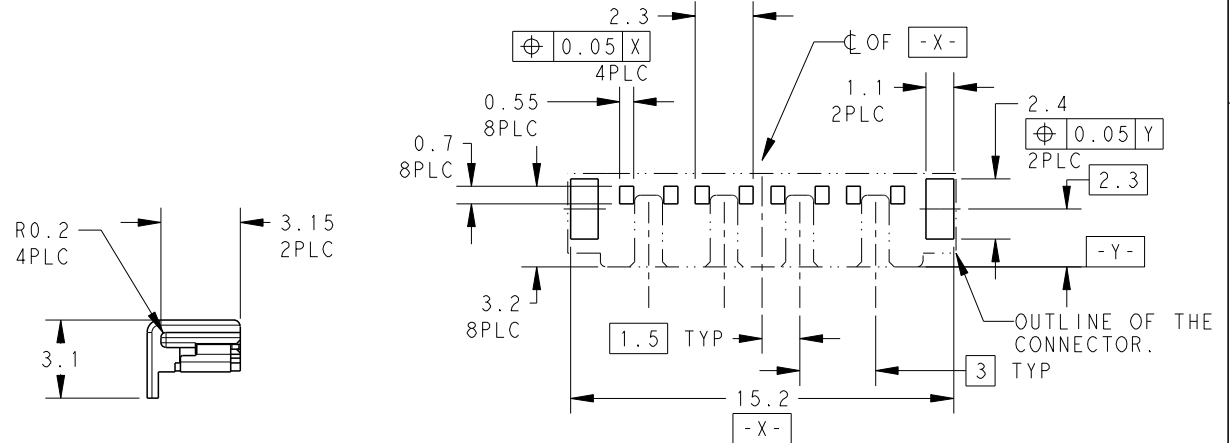 2.3
⌖ 0.05 X
4PLC
℄ OF -X-
0.55
8PLC
1.1
2PLC
2.4
⌖ 0.05 Y
2PLC
0.7
8PLC
2.3
R0.2
4PLC
3.15
2PLC
-Y-
3.2
8PLC
OUTLINE OF THE
CONNECTOR.
1.5 TYP
3.1
3 TYP
15.2
-X-